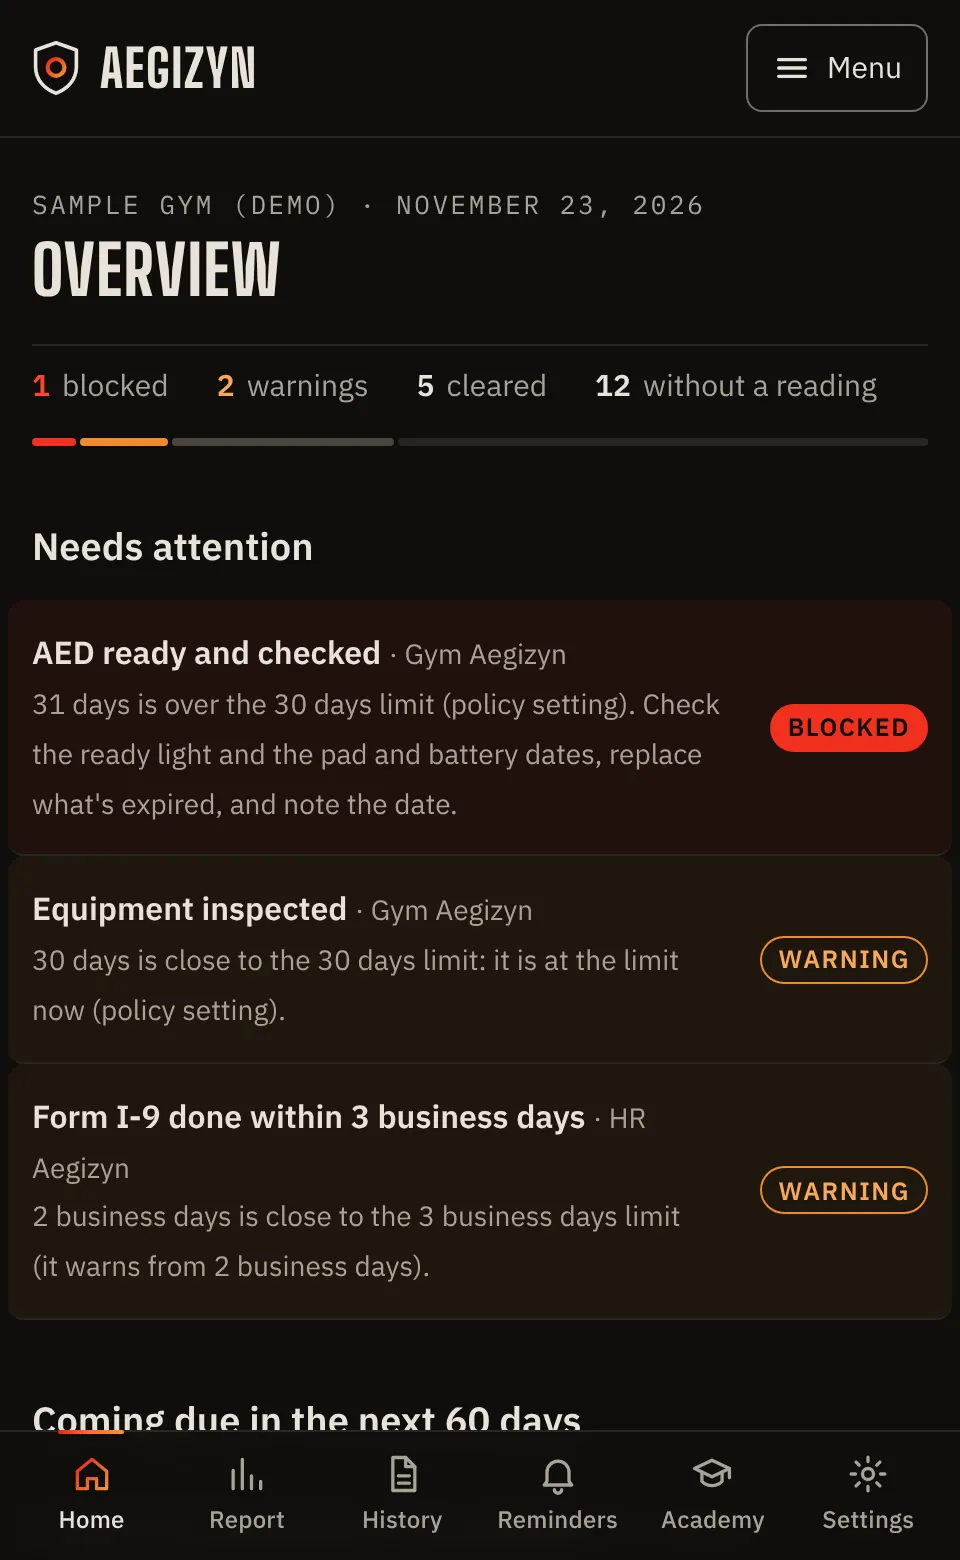 AEGIZYN
Menu
SAMPLE GYM (DEMO) · NOVEMBER 23, 2026
OVERVIEW
1 blocked 2 warnings 5 cleared 12 without a reading
Needs attention
AED ready and checked · Gym Aegizyn
31 days is over the 30 days limit (policy setting). Check
the ready light and the pad and battery dates, replace
what's expired, and note the date.
BLOCKED
Equipment inspected · Gym Aegizyn
30 days is close to the 30 days limit: it is at the limit
now (policy setting).
WARNING
Form I-9 done within 3 business days · HR
Aegizyn
2 business days is close to the 3 business days limit
(it warns from 2 business days).
WARNING
Coming due in the next 60 days
Home Report History Reminders Academy Settings